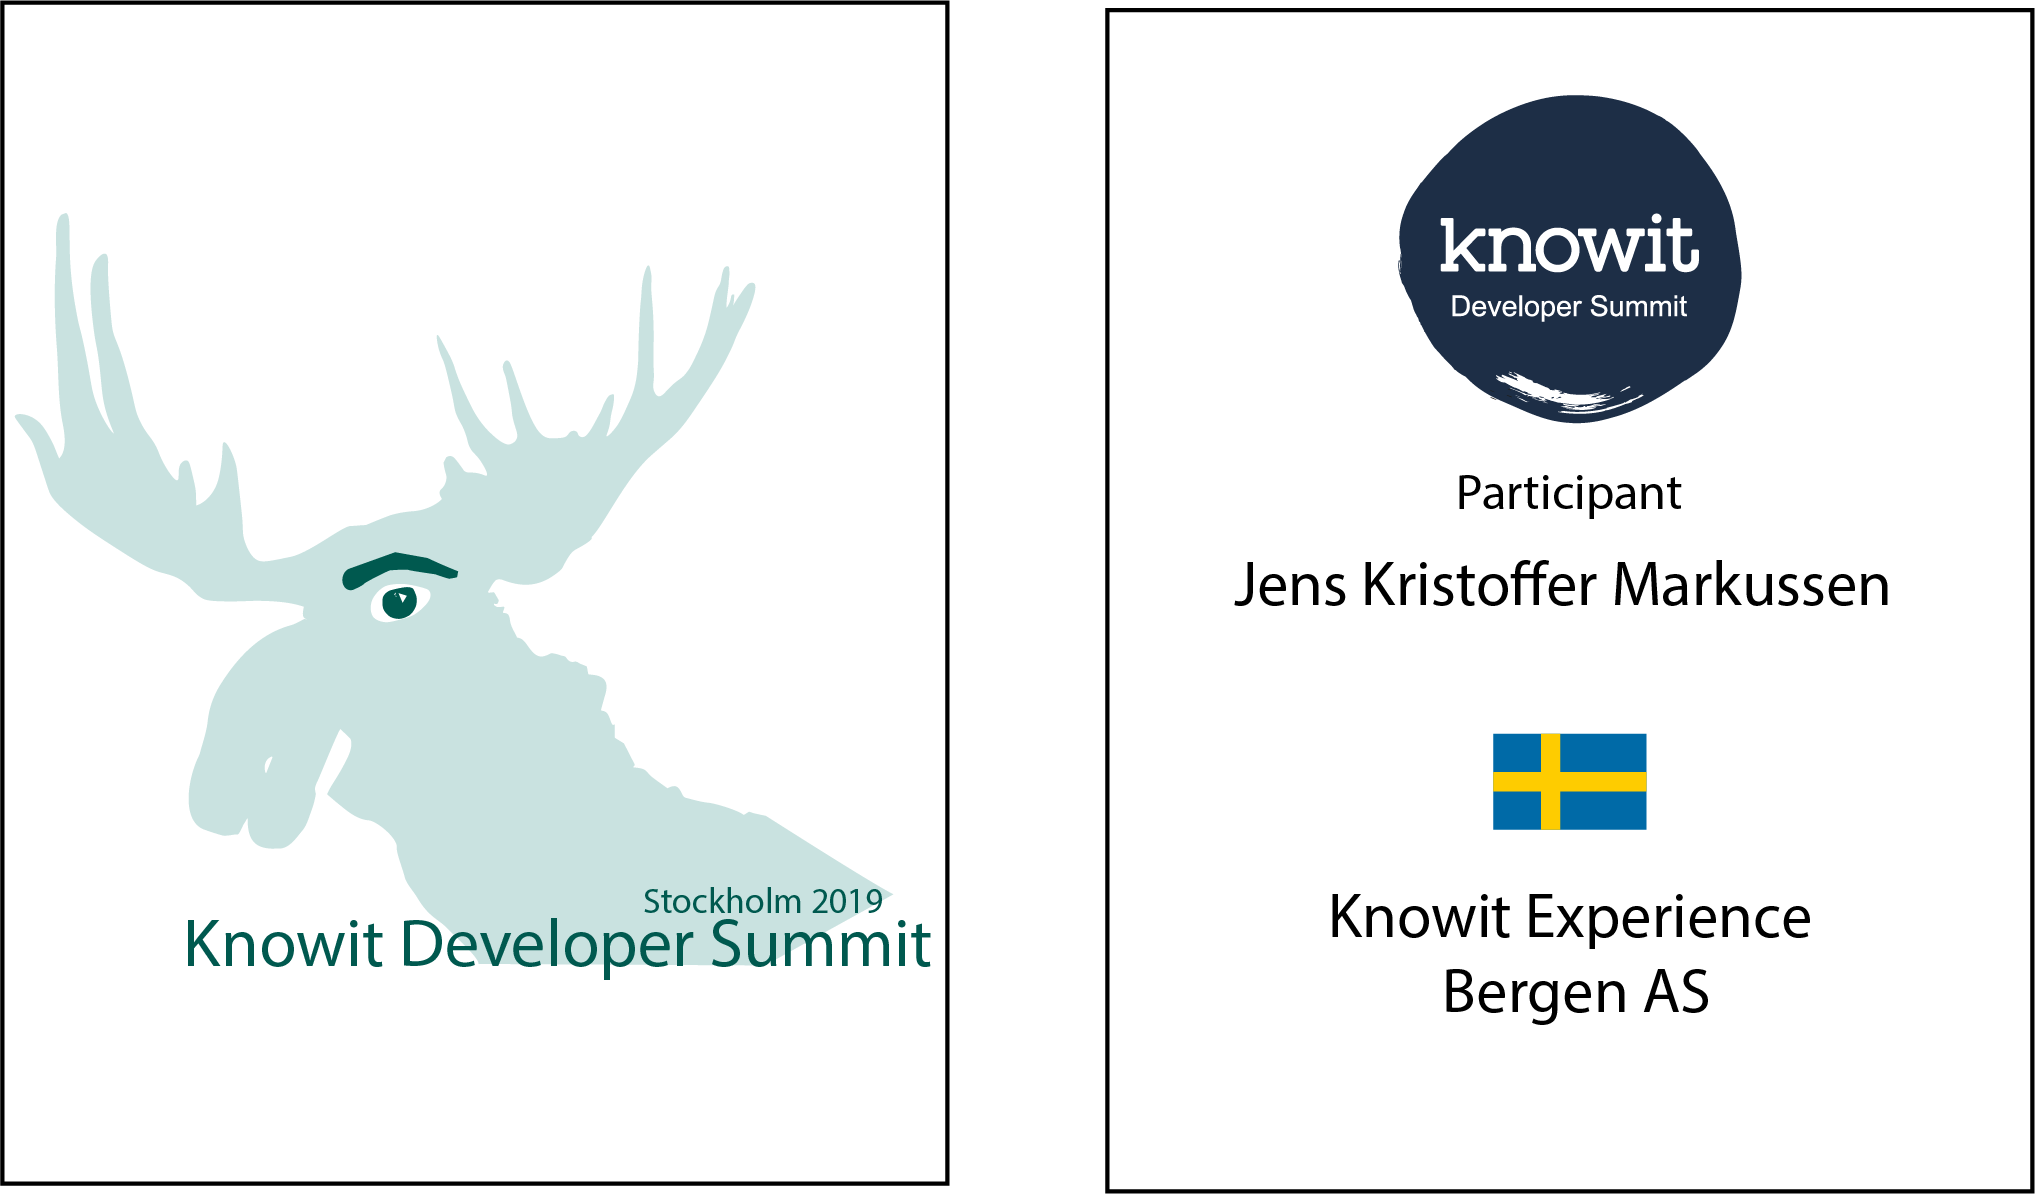 Stockholm 2019
Knowit Developer Summit
knowit
Developer Summit
Participant
Jens Kristoffer Markussen
Knowit Experience
Bergen AS